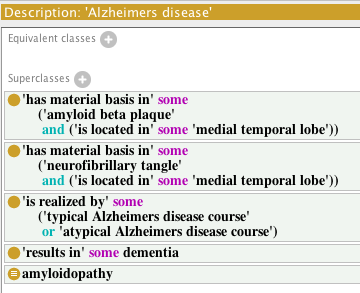 Description: 'Alzheimers disease'
Equivalent classes
Superclasses
'has material basis in' some
('amyloid beta plaque'
and ('is located in' some 'medial temporal lobe'))
'has material basis in' some
('neurofibrillary tangle'
and ('is located in' some 'medial temporal lobe'))
'is realized by' some
('typical Alzheimers disease course'
or 'atypical Alzheimers disease course')
'results in' some dementia
amyloidopathy